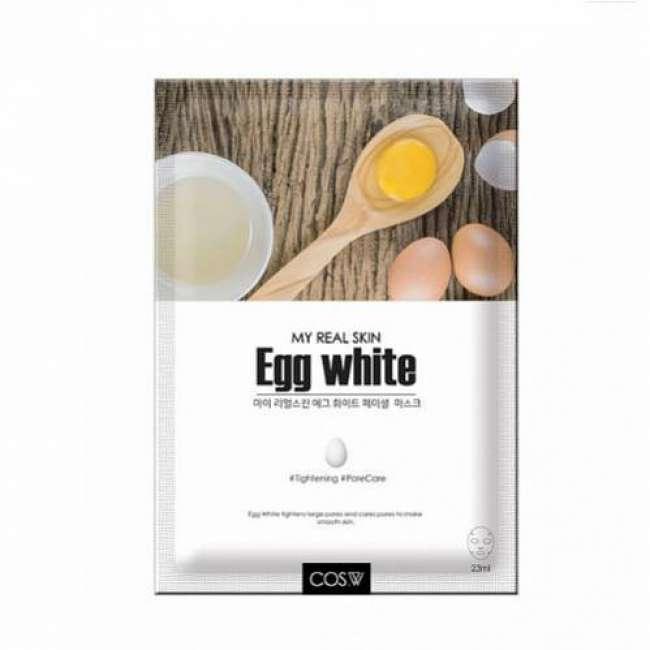 MY REAL SKIN
Egg white
마이 리얼스킨 에그 화이트 페이셜 마스크
#Tightening #PoreCare
Egg White tightens large pores and cares pores to make
smooth skin.
23ml
COSW